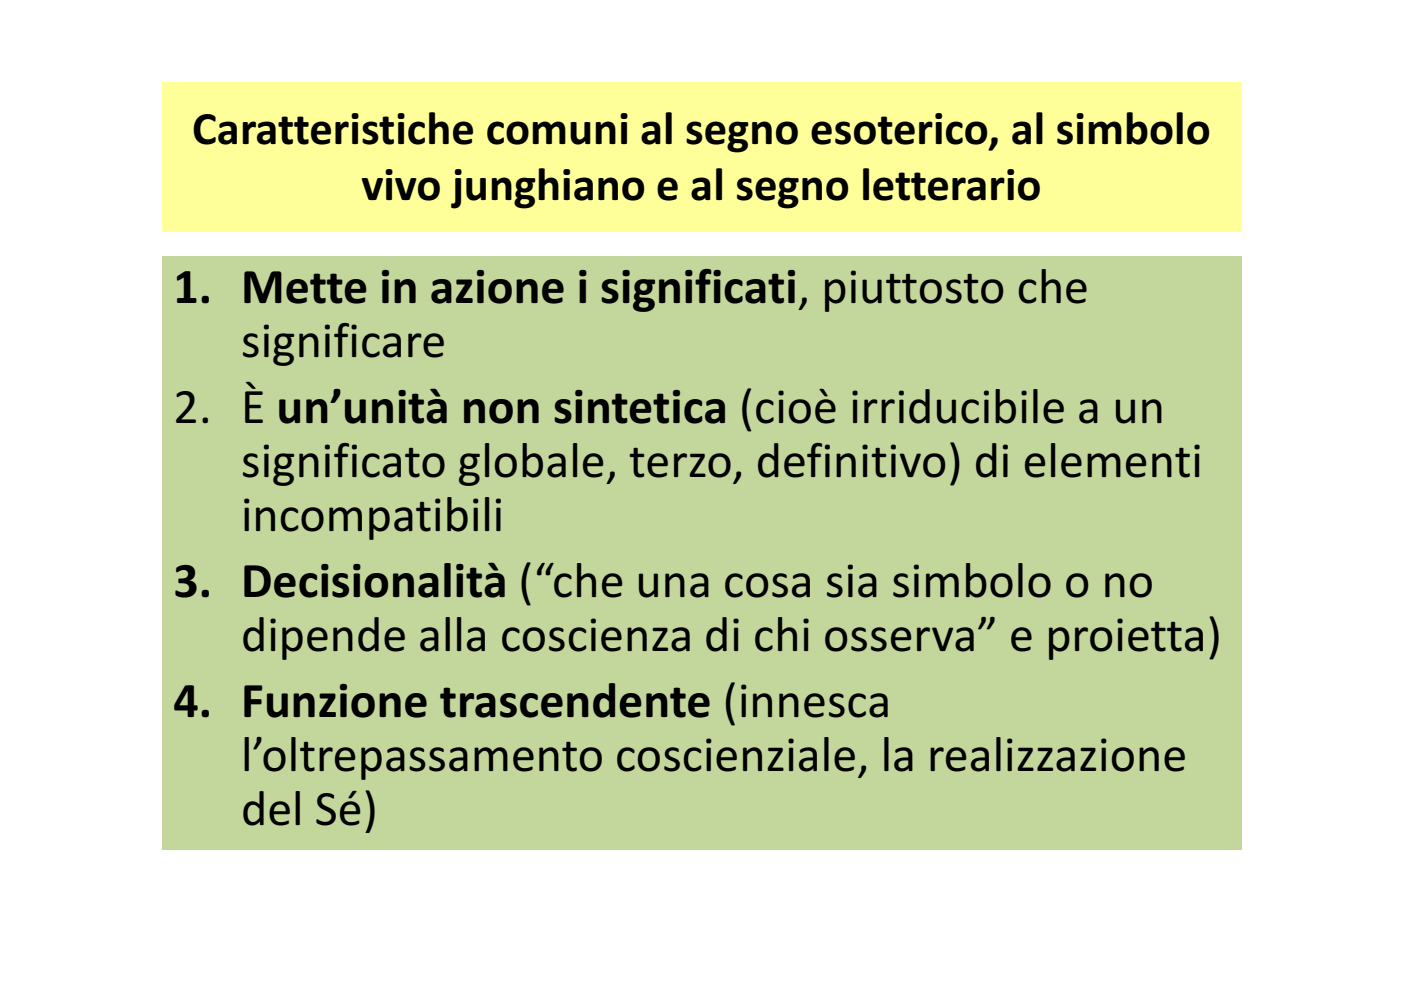 Caratteristiche comuni al segno esoterico, al simbolo
vivo junghiano e al segno letterario
1. Mette in azione i significati, piuttosto che
significare
2. È un’unità non sintetica (cioè irriducibile a un
significato globale, terzo, definitivo) di elementi
incompatibili
3. Decisionalità (“che una cosa sia simbolo o no
dipende alla coscienza di chi osserva” e proietta)
4. Funzione trascendente (innesca
l’oltrepassamento coscienziale, la realizzazione
del Sé)